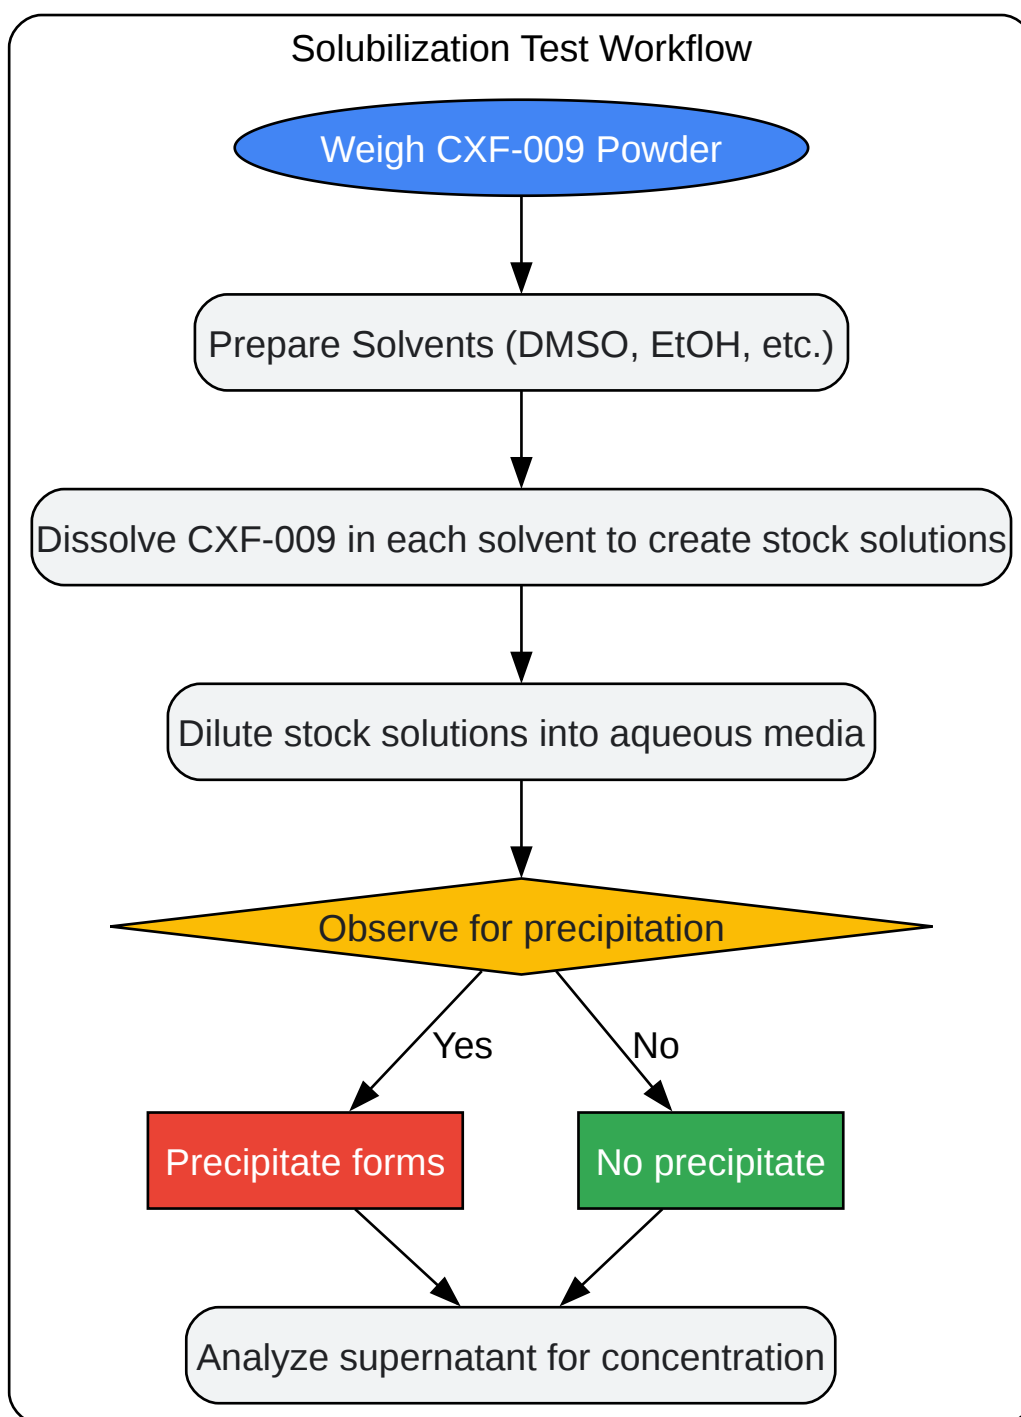 Solubilization Test Workflow
Weigh CXF-009 Powder
Prepare Solvents (DMSO, EtOH, etc.)
Dissolve CXF-009 in each solvent to create stock solutions
Dilute stock solutions into aqueous media
Observe for precipitation
Yes
No
Precipitate forms
No precipitate
Analyze supernatant for concentration